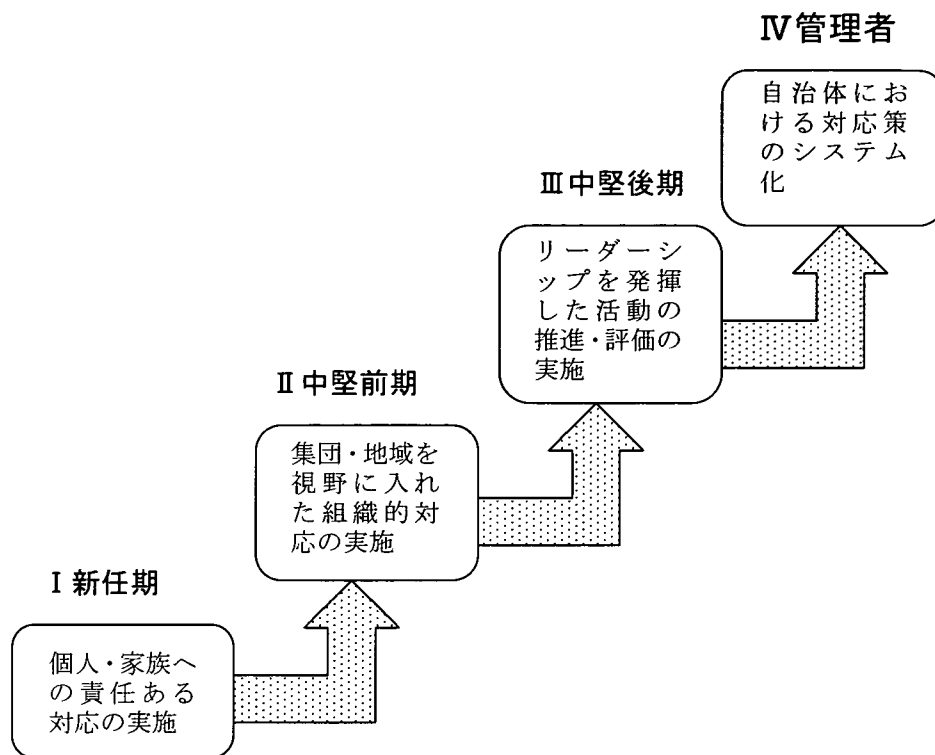 Ⅳ管理者
自治体にお
ける対応策
のシステム
化
Ⅲ中堅後期
リーダーシ
ップを発揮
した活動の
推進・評価の
実施
Ⅱ中堅前期
集団・地域を
視野に入れ
た組織的対
応の実施
Ⅰ新任期
個人・家族へ
の責任ある
対応の実施